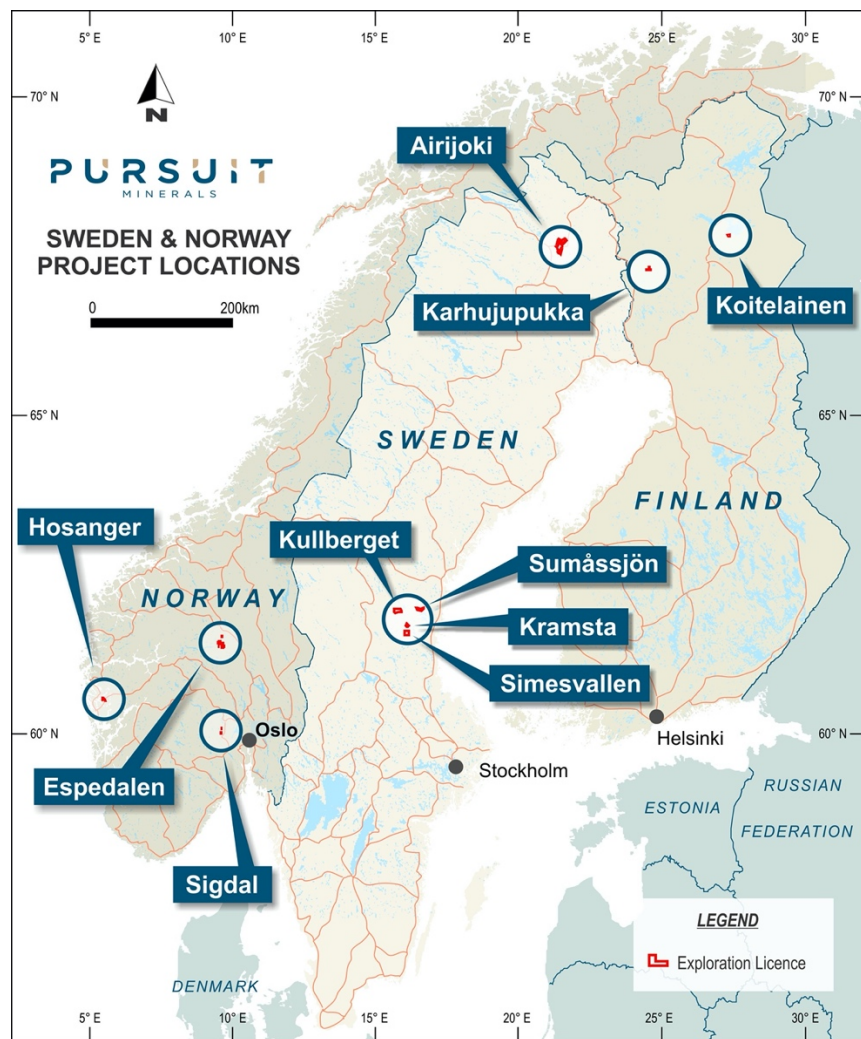 5° E 10° E 15° E 20° E 25° E 30° E
70° N 70° N
N
PURSUIT
MINERALS
SWEDEN & NORWAY
PROJECT LOCATIONS
0 200km
Airijoki
Karhujupukka
Koitelainen
65° N 65° N
SWEDEN
FINLAND
Hosanger
Kullberget
Sumåssjön
NORWAY
Kramsta
Simesvallen
60° N 60° N
Oslo
Helsinki
Espedalen
Stockholm
Sigdal
ESTONIA
RUSSIAN
FEDERATION
LEGEND
Exploration Licence
DENMARK
5° E 10° E 15° E 20° E 25° E 30° E